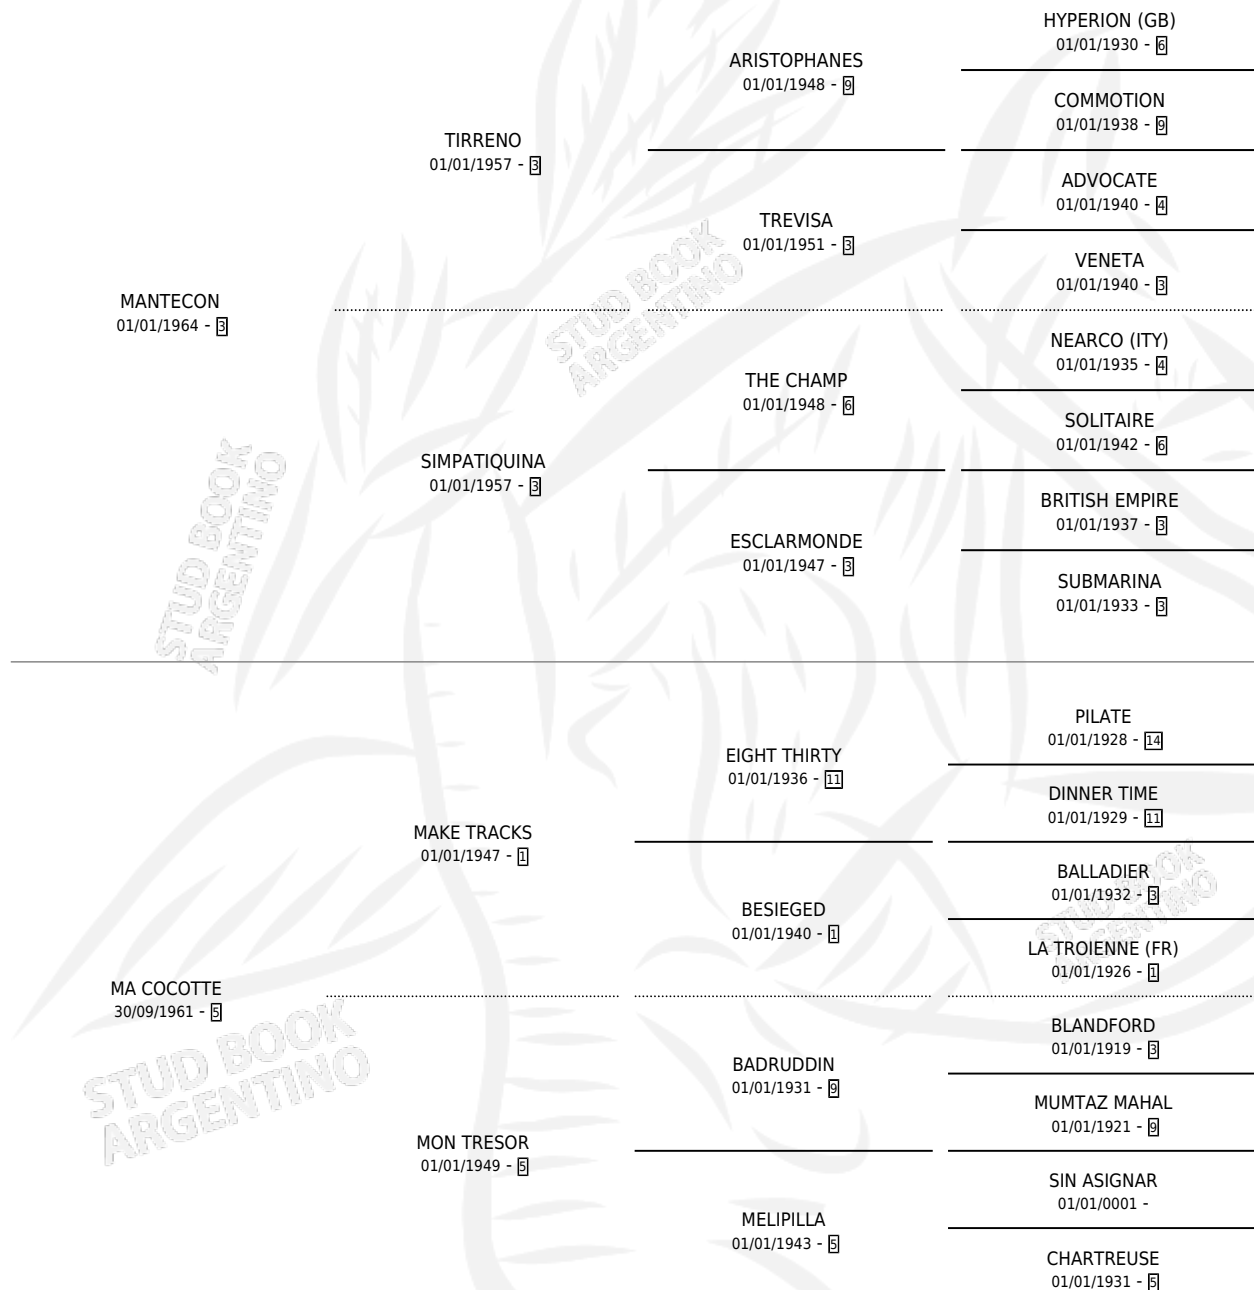 HYPERION (GB)
01/01/1930 - 6
ARISTOPHANES
01/01/1948 - 9
COMMOTION
01/01/1938 - 9
TIRRENO
01/01/1957 - 3
ADVOCATE
01/01/1940 - 4
TREVISA
01/01/1951 - 3
VENETA
01/01/1940 - 3
MANTECON
01/01/1964 - 3
NEARCO (ITY)
01/01/1935 - 4
THE CHAMP
01/01/1948 - 6
SOLITAIRE
01/01/1942 - 6
SIMPATIQUINA
01/01/1957 - 3
BRITISH EMPIRE
01/01/1937 - 3
ESCLARMONDE
01/01/1947 - 3
SUBMARINA
01/01/1933 - 3
STUD BOOK
ARGENTINO
STUD BOOK
ARGENTINO
PILATE
01/01/1928 - 14
EIGHT THIRTY
01/01/1936 - 11
DINNER TIME
01/01/1929 - 11
MAKE TRACKS
01/01/1947 - 1
BALLADIER
01/01/1932 - 3
BESIEGED
01/01/1940 - 1
LA TROIENNE (FR)
01/01/1926 - 1
MA COCOTTE
30/09/1961 - 5
BLANDFORD
01/01/1919 - 3
BADRUDDIN
01/01/1931 - 9
MUMTAZ MAHAL
01/01/1921 - 9
MON TRESOR
01/01/1949 - 5
SIN ASIGNAR
01/01/0001 -
MELIPILLA
01/01/1943 - 5
CHARTREUSE
01/01/1931 - 5
STUD BOOK
ARGENTINO
STUD BOOK
ARGENTINO